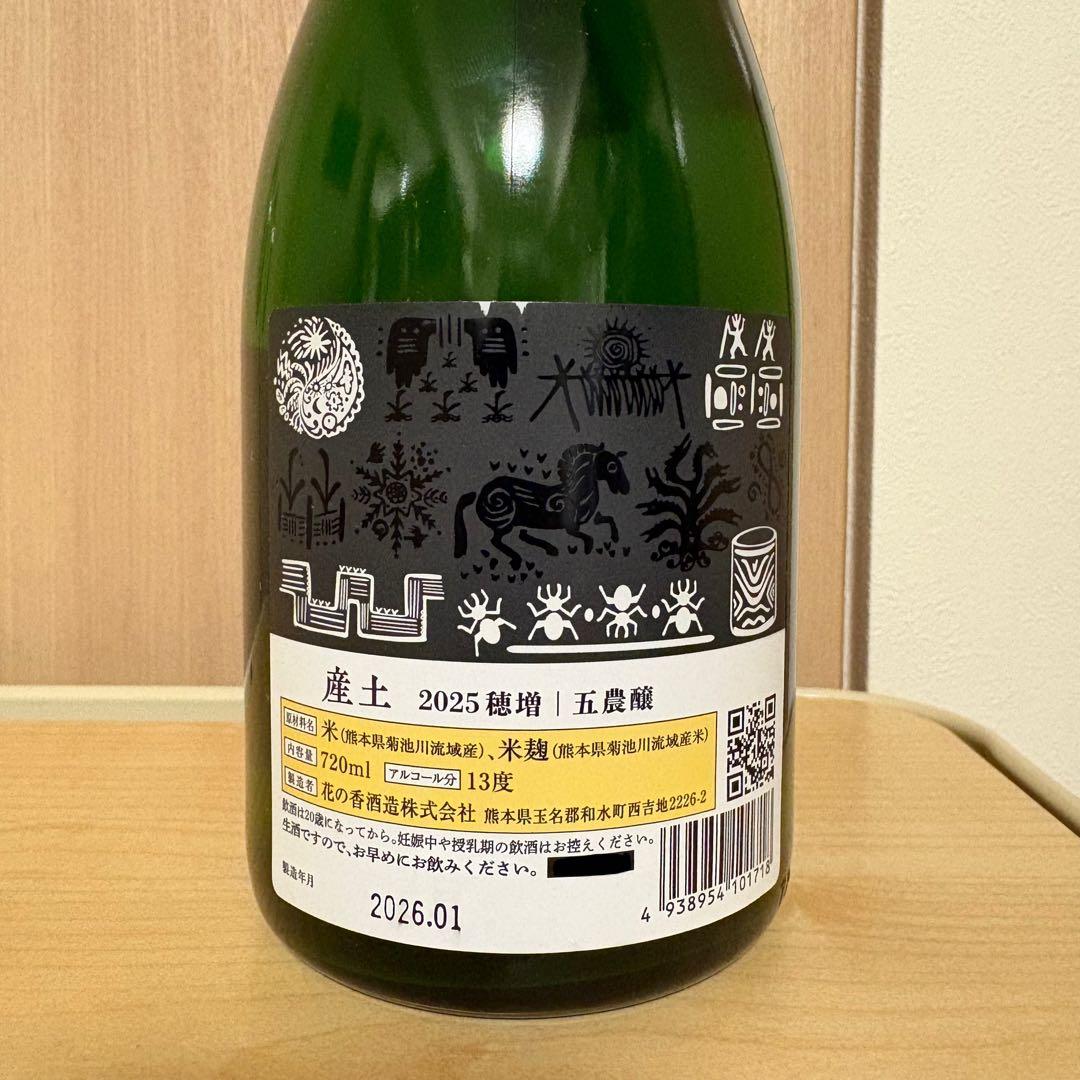 産土 2025 穂増 | 五農醸
原材料名 米(熊本県菊池川流域産)、米麹(熊本県菊池川流域産米)
内容量 720ml アルコール分 13度
製造者 花の香酒造株式会社 熊本県玉名郡和水町西吉地2226-2
飲酒は20歳になってから。妊娠中や授乳期の飲酒はお控えください。
生酒ですので、お早めにお飲みください。
製造年月
2026.01
4 938954 101716